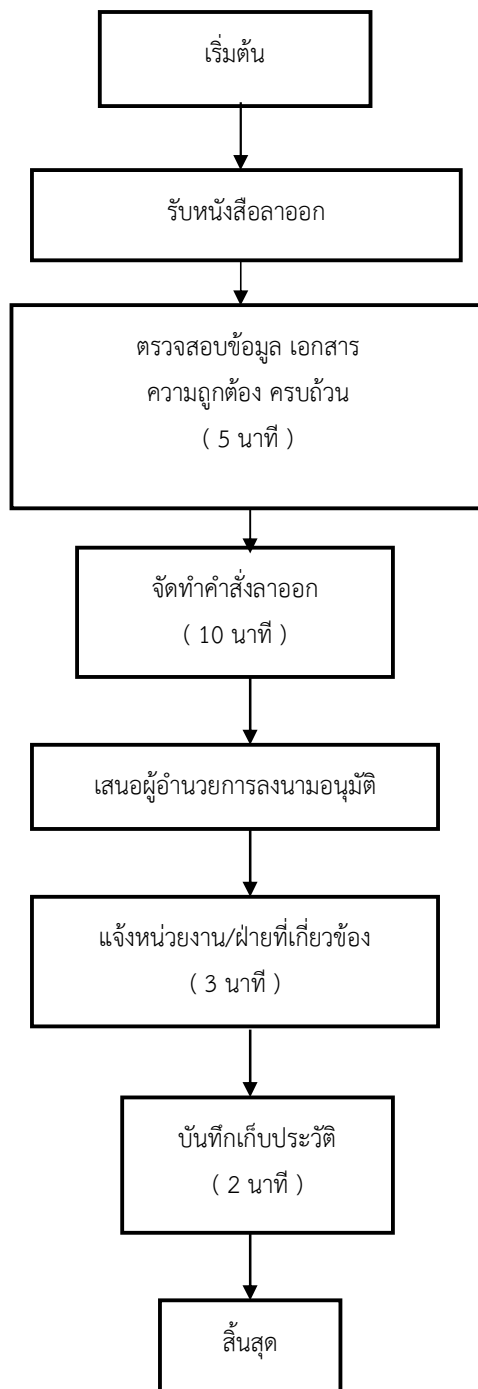 เริ่มต้น
รับหนังสือลาออก
ตรวจสอบข้อมูล เอกสาร
ความถูกต้อง ครบถ้วน
( 5 นาที )
จัดทำคำสั่งลาออก
( 10 นาที )
เสนอผู้อำนวยการลงนามอนุมัติ
แจ้งหน่วยงาน/ฝ่ายที่เกี่ยวข้อง
( 3 นาที )
บันทึกเก็บประวัติ
( 2 นาที )
สิ้นสุด